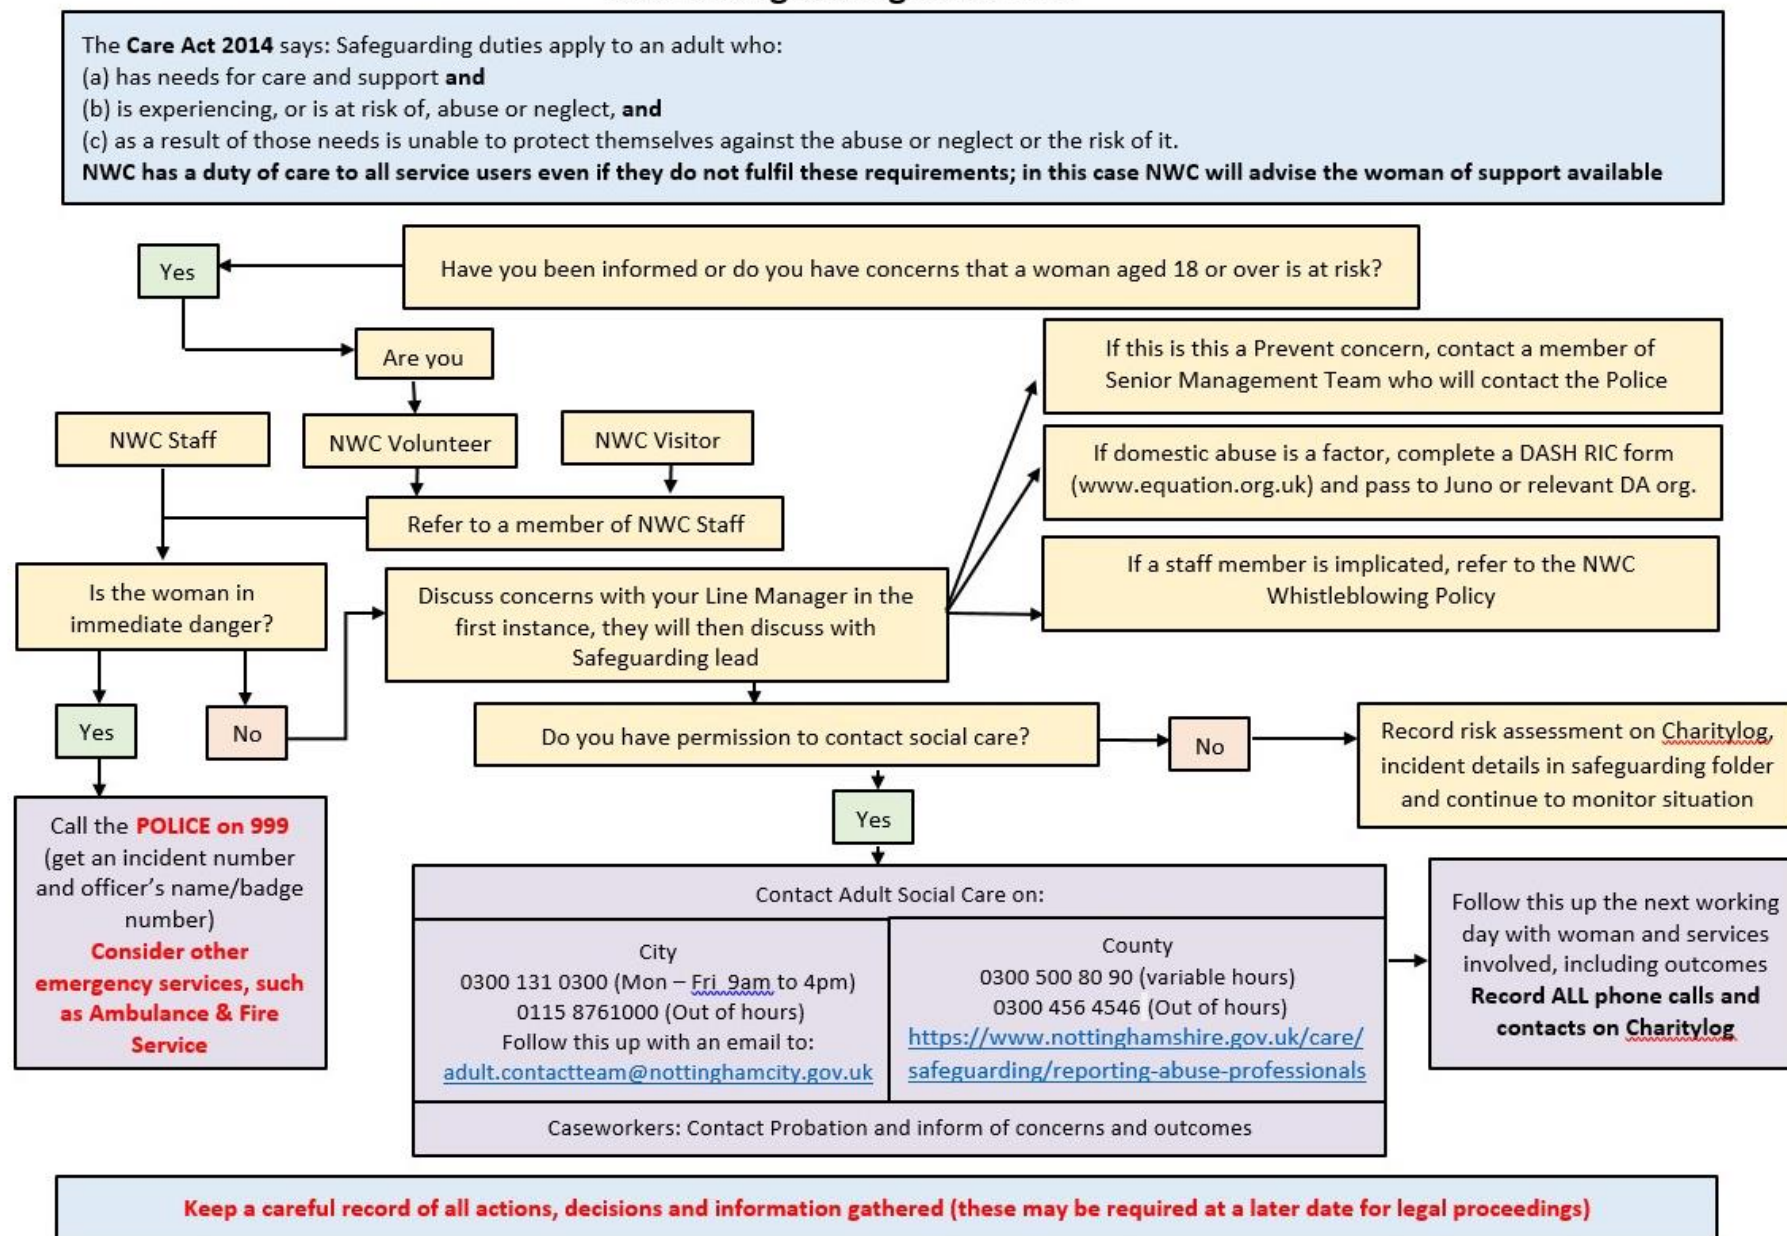 The Care Act 2014 says: Safeguarding duties apply to an adult who:
(a) has needs for care and support and
(b) is experiencing, or is at risk of, abuse or neglect, and
(c) as a result of those needs is unable to protect themselves against the abuse or neglect or the risk of it.
NWC has a duty of care to all service users even if they do not fulfil these requirements; in this case NWC will advise the woman of support available
Have you been informed or do you have concerns that a woman aged 18 or over is at risk?
Yes
Are you
NWC Staff
NWC Volunteer
NWC Visitor
Refer to a member of NWC Staff
If this is this a Prevent concern, contact a member of
Senior Management Team who will contact the Police
If domestic abuse is a factor, complete a DASH RIC form
(www.equation.org.uk) and pass to Juno or relevant DA org.
If a staff member is implicated, refer to the NWC
Whistleblowing Policy
Is the woman in
immediate danger?
Discuss concerns with your Line Manager in the
first instance, they will then discuss with
Safeguarding lead
Yes
No
Do you have permission to contact social care?
No
Record risk assessment on Charitylog,
incident details in safeguarding folder
and continue to monitor situation
Yes
Call the POLICE on 999
(get an incident number
and officer's name/badge
number)
Consider other
emergency services, such
as Ambulance & Fire
Service
Contact Adult Social Care on:
City
0300 131 0300 (Mon – Fri 9am to 4pm)
0115 8761000 (Out of hours)
Follow this up with an email to:
adult.contactteam@nottinghamcity.gov.uk
County
0300 500 80 90 (variable hours)
0300 456 4546 (Out of hours)
https://www.nottinghamshire.gov.uk/care/
safeguarding/reporting-abuse-professionals
Caseworkers: Contact Probation and inform of concerns and outcomes
Follow this up the next working
day with woman and services
involved, including outcomes
Record ALL phone calls and
contacts on Charitylog
Keep a careful record of all actions, decisions and information gathered (these may be required at a later date for legal proceedings)